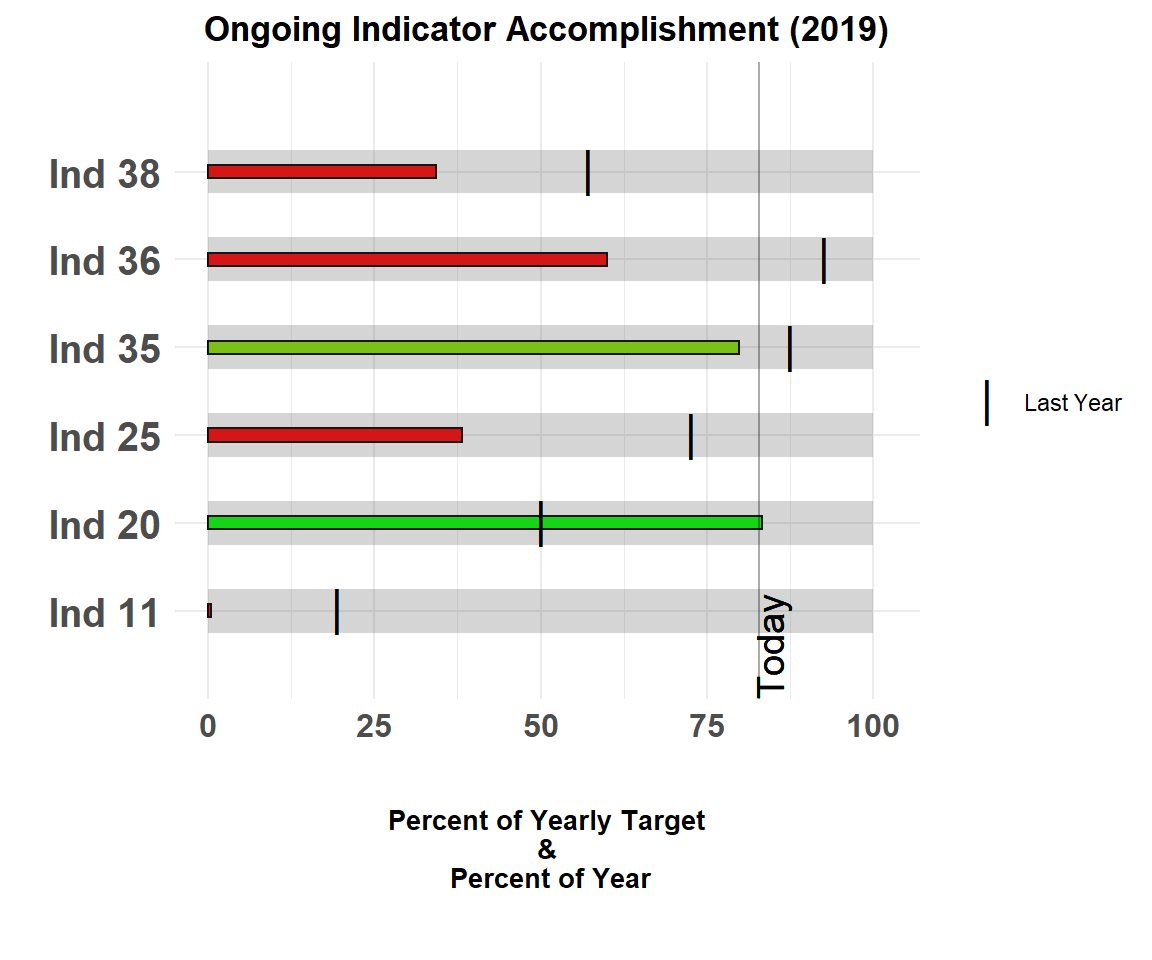 Ongoing Indicator Accomplishment (2019)
Ind 38
Ind 36
Ind 35
Ind 25
Ind 20
Ind 11
Last Year
Today
0 25 50 75 100
Percent of Yearly Target
&
Percent of Year